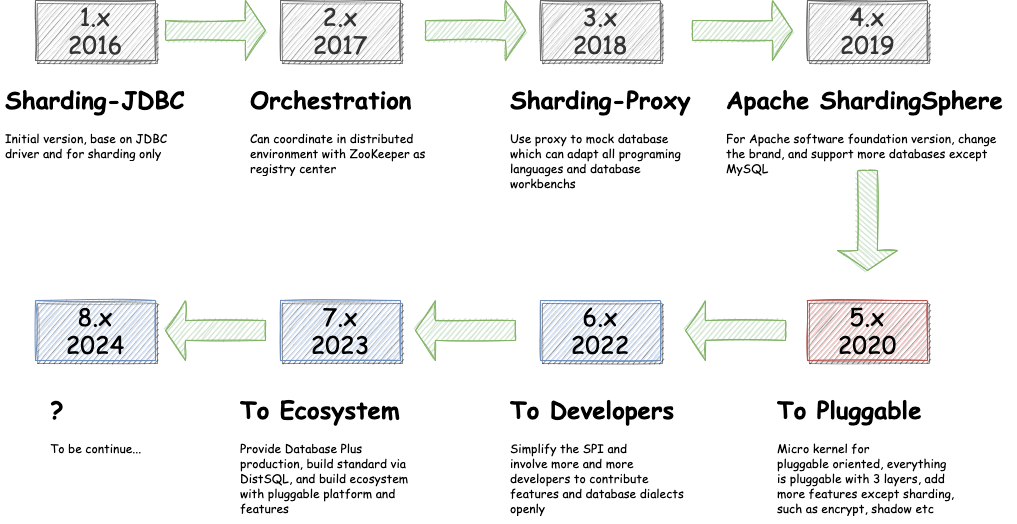 1.x
2016
2.x
2017
3.x
2018
4.x
2019
Sharding-JDBC
Initial version, base on JDBC
driver and for sharding only
Orchestration
Can coordinate in distributed
environment with ZooKeeper as
registry center
Sharding-Proxy
Use proxy to mock database
which can adapt all programing
languages and database
workbenchs
Apache ShardingSphere
For Apache software foundation version, change
the brand, and support more databases except
MySQL
8.x
2024
7.x
2023
6.x
2022
5.x
2020
?
To be continue...
To Ecosystem
Provide Database Plus
production, build standard via
DistSQL, and build ecosystem
with pluggable platform and
features
To Developers
Simplify the SPI and
involve more and more
developers to contribute
features and database dialects
openly
To Pluggable
Micro kernel for
pluggable oriented, everything
is pluggable with 3 layers, add
more features except sharding,
such as encrypt, shadow etc